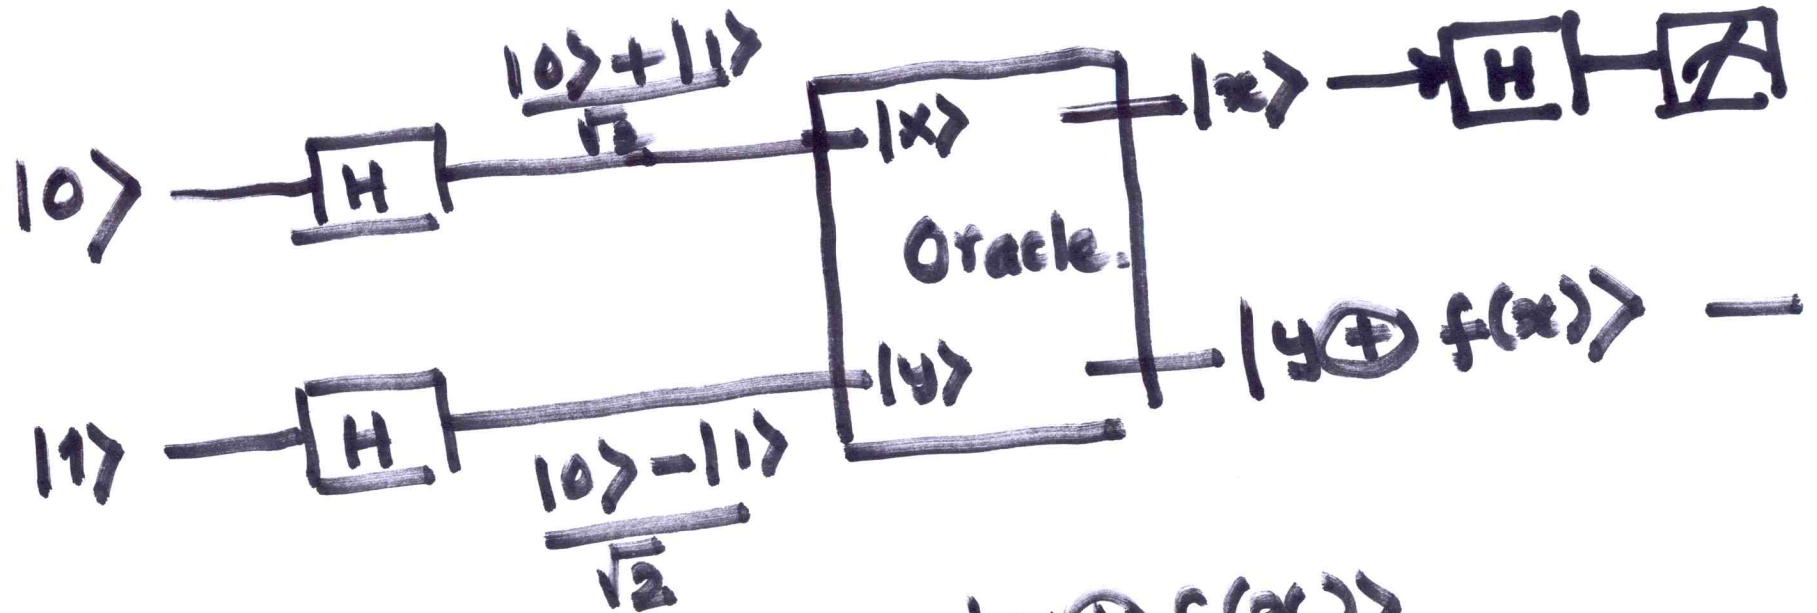 |0> + |1>
√2
|0> H |x> |x> H
Oracle.
|1> H |y> |y ⊕ f(x)>
|0> - |1>
√2
|y ⊕ f(x)>